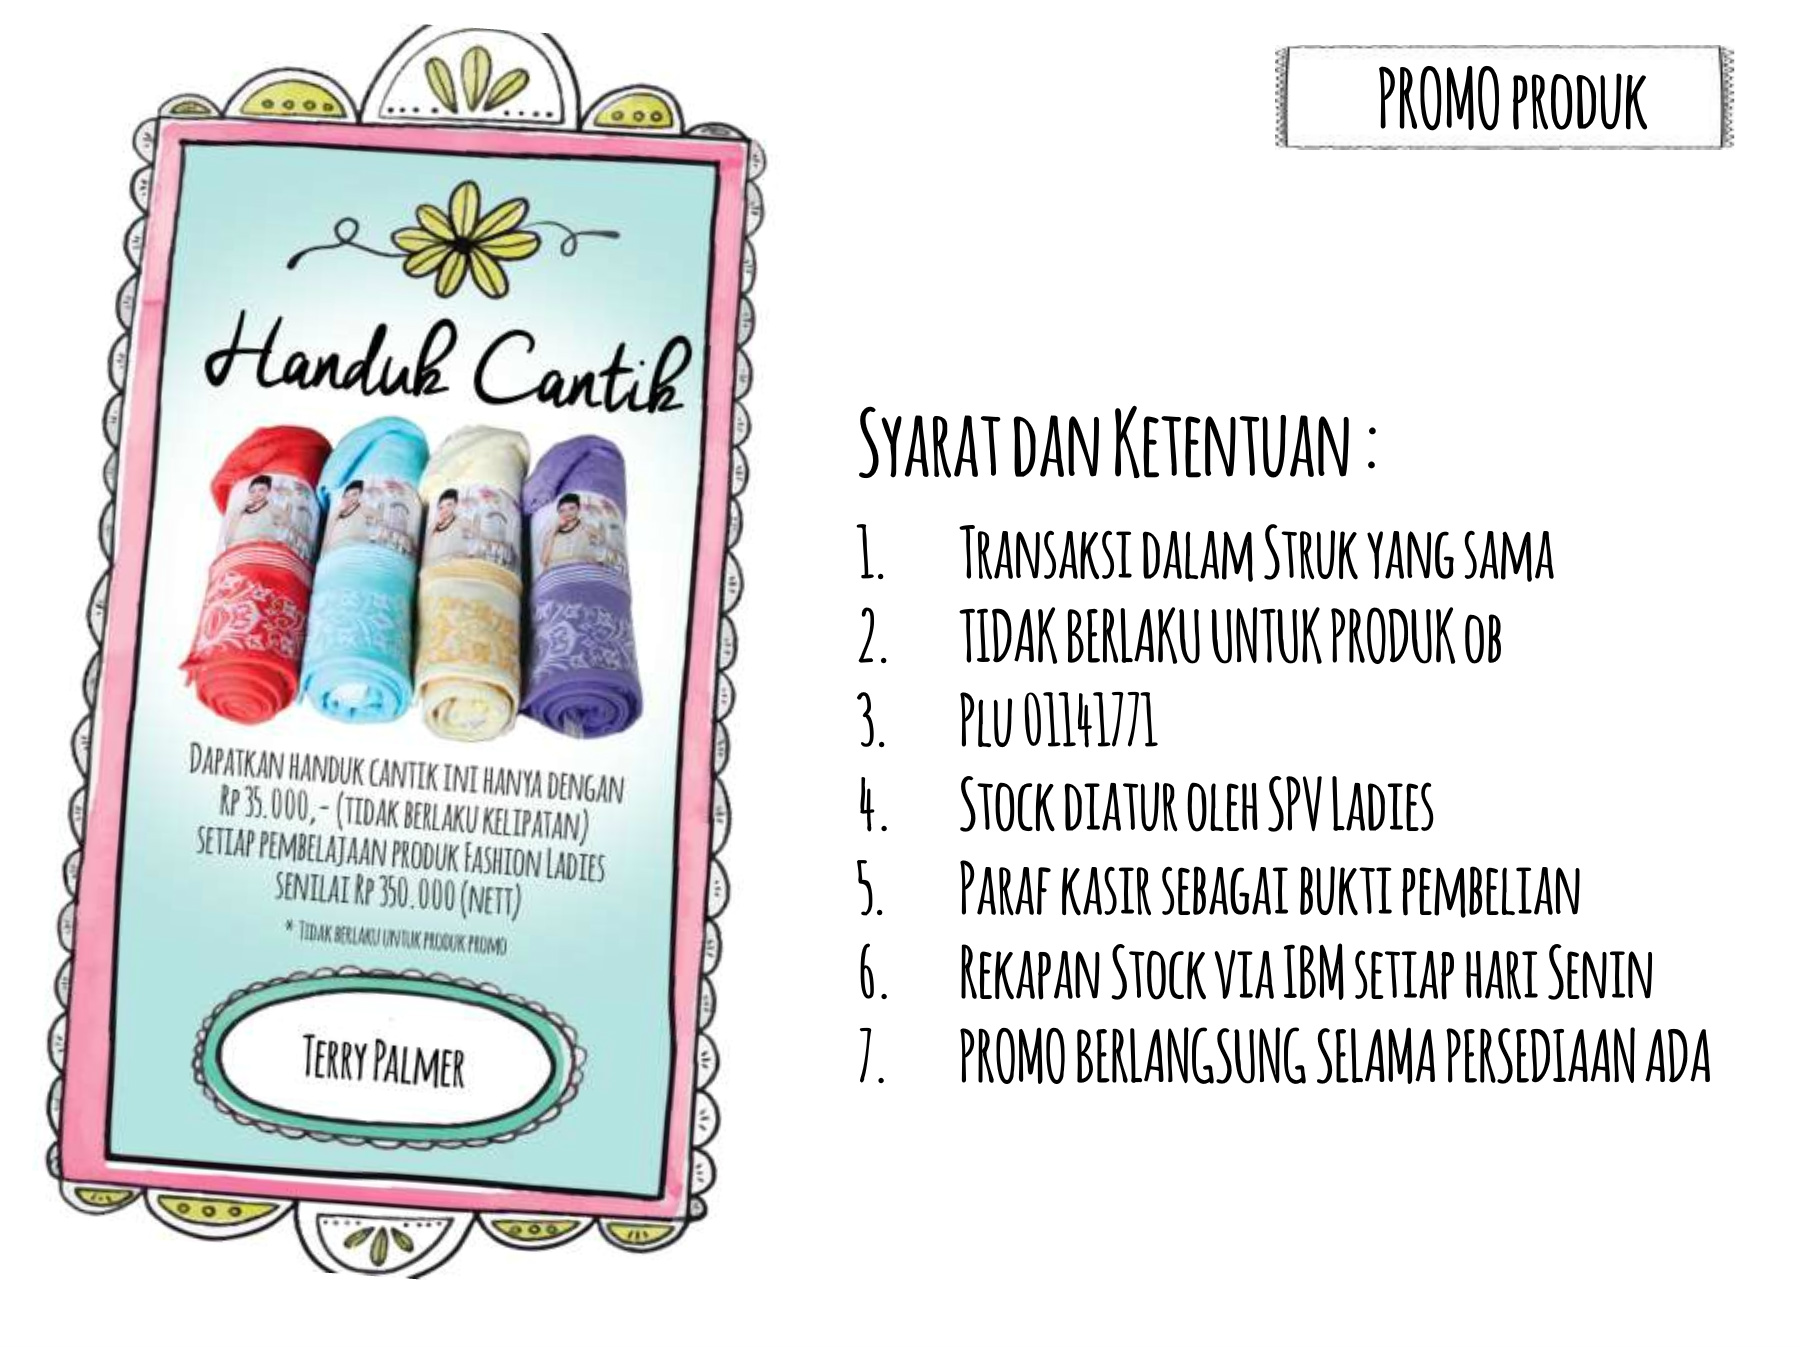 PROMO PRODUK
Handuk Cantik
DAPATKAN HANDUK CANTIK INI HANYA DENGAN
RP 35.000,- (TIDAK BERLAKU KELIPATAN)
SETIAP PEMBELAJAAN PRODUK FASHION LADIES
SENILAI RP 350.000 (NETT)
* TIDAK BERLAKU UNTUK PRODUK PROMO
TERRY PALMER
SYARAT DAN KETENTUAN :
1. TRANSAKSI DALAM STRUK YANG SAMA
2. TIDAK BERLAKU UNTUK PRODUK OB
3. PLU 01141771
4. STOCK DIATUR OLEH SPV LADIES
5. PARAF KASIR SEBAGAI BUKTI PEMBELIAN
6. REKAPAN STOCK VIA IBM SETIAP HARI SENIN
7. PROMO BERLANGSUNG SELAMA PERSEDIAAN ADA